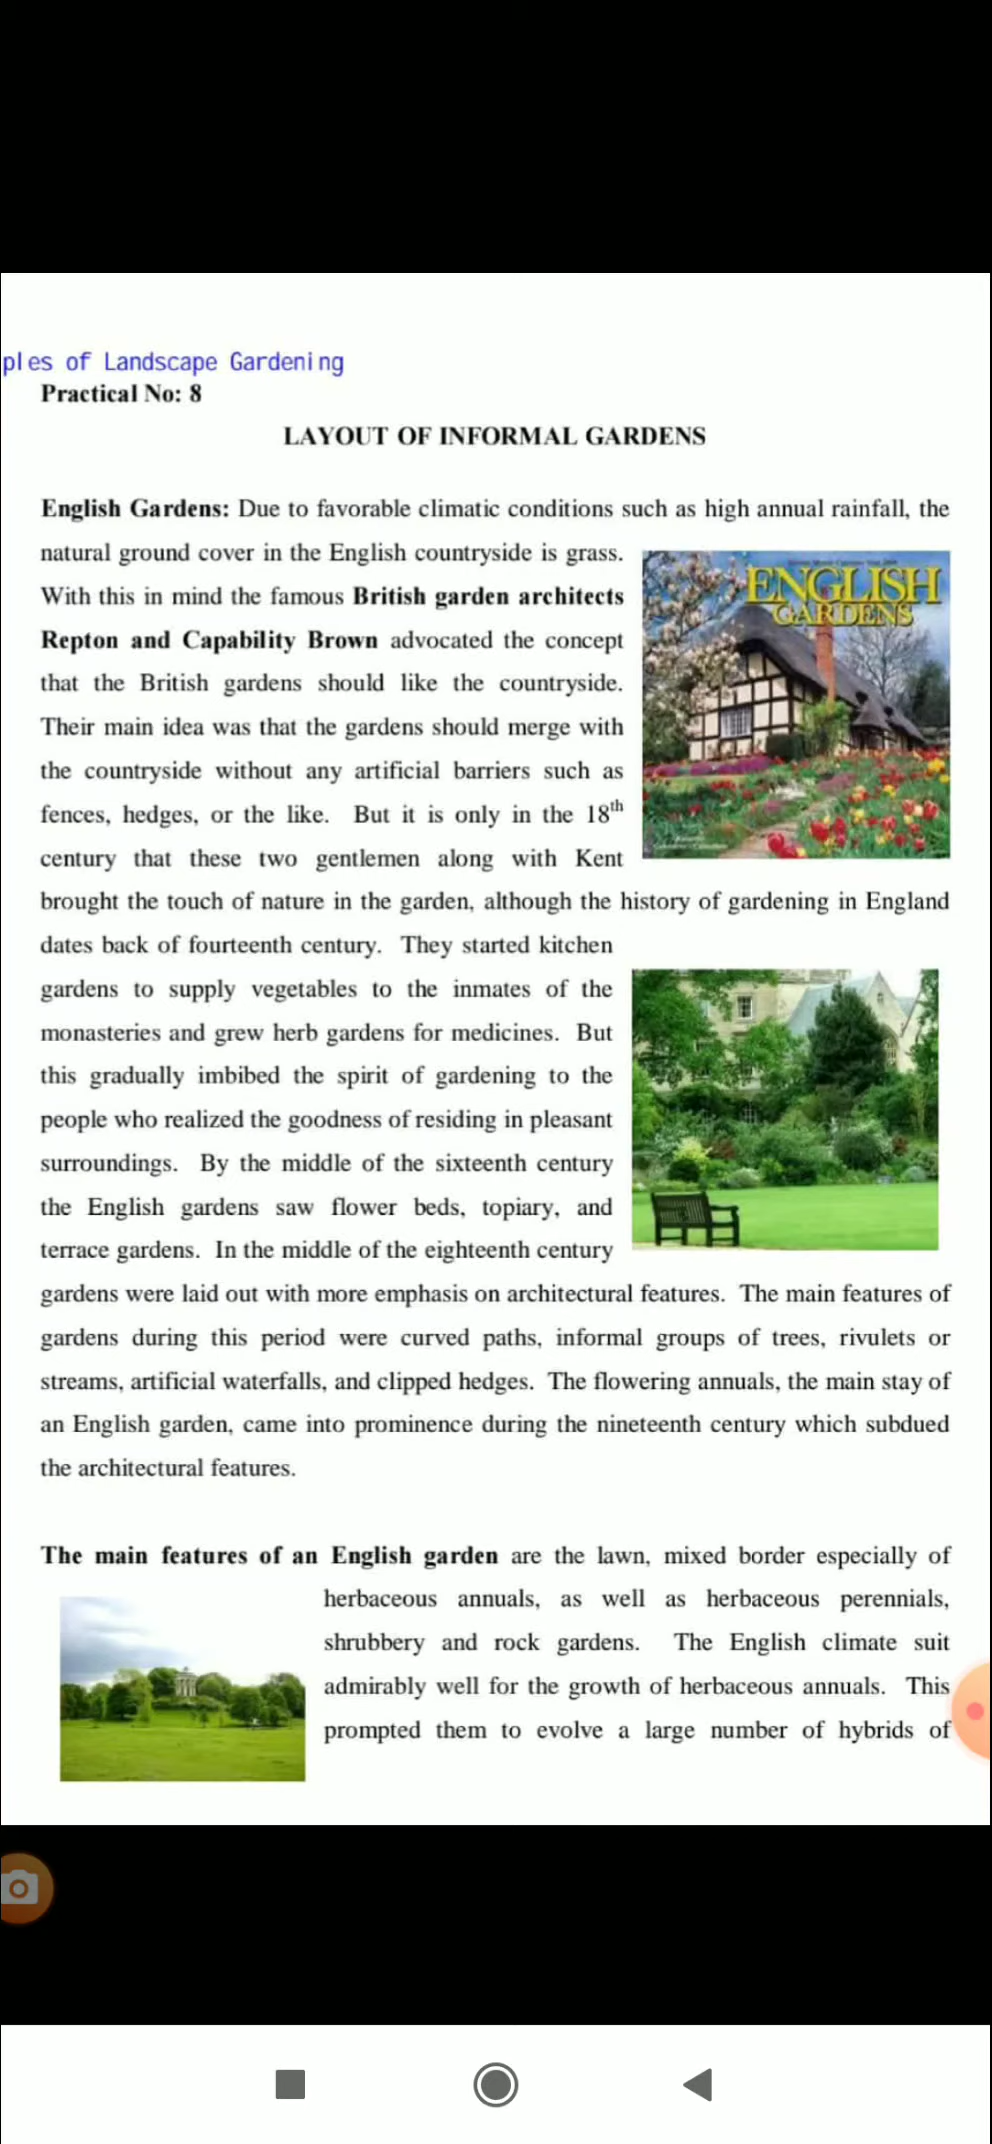 ples of Landscape Gardening
Practical No: 8
LAYOUT OF INFORMAL GARDENS
English Gardens: Due to favorable climatic conditions such as high annual rainfall, the
natural ground cover in the English countryside is grass.
With this in mind the famous British garden architects
Repton and Capability Brown advocated the concept
that the British gardens should like the countryside.
Their main idea was that the gardens should merge with
the countryside without any artificial barriers such as
fences, hedges, or the like. But it is only in the 18th
century that these two gentlemen along with Kent
ENGLISH
GARDENS
brought the touch of nature in the garden, although the history of gardening in England
dates back of fourteenth century. They started kitchen
gardens to supply vegetables to the inmates of the
monasteries and grew herb gardens for medicines. But
this gradually imbibed the spirit of gardening to the
people who realized the goodness of residing in pleasant
surroundings. By the middle of the sixteenth century
the English gardens saw flower beds, topiary, and
terrace gardens. In the middle of the eighteenth century
gardens were laid out with more emphasis on architectural features. The main features of
gardens during this period were curved paths, informal groups of trees, rivulets or
streams, artificial waterfalls, and clipped hedges. The flowering annuals, the main stay of
an English garden, came into prominence during the nineteenth century which subdued
the architectural features.
The main features of an English garden are the lawn, mixed border especially of
herbaceous annuals, as well as herbaceous perennials,
shrubbery and rock gardens. The English climate suit
admirably well for the growth of herbaceous annuals. This
prompted them to evolve a large number of hybrids of